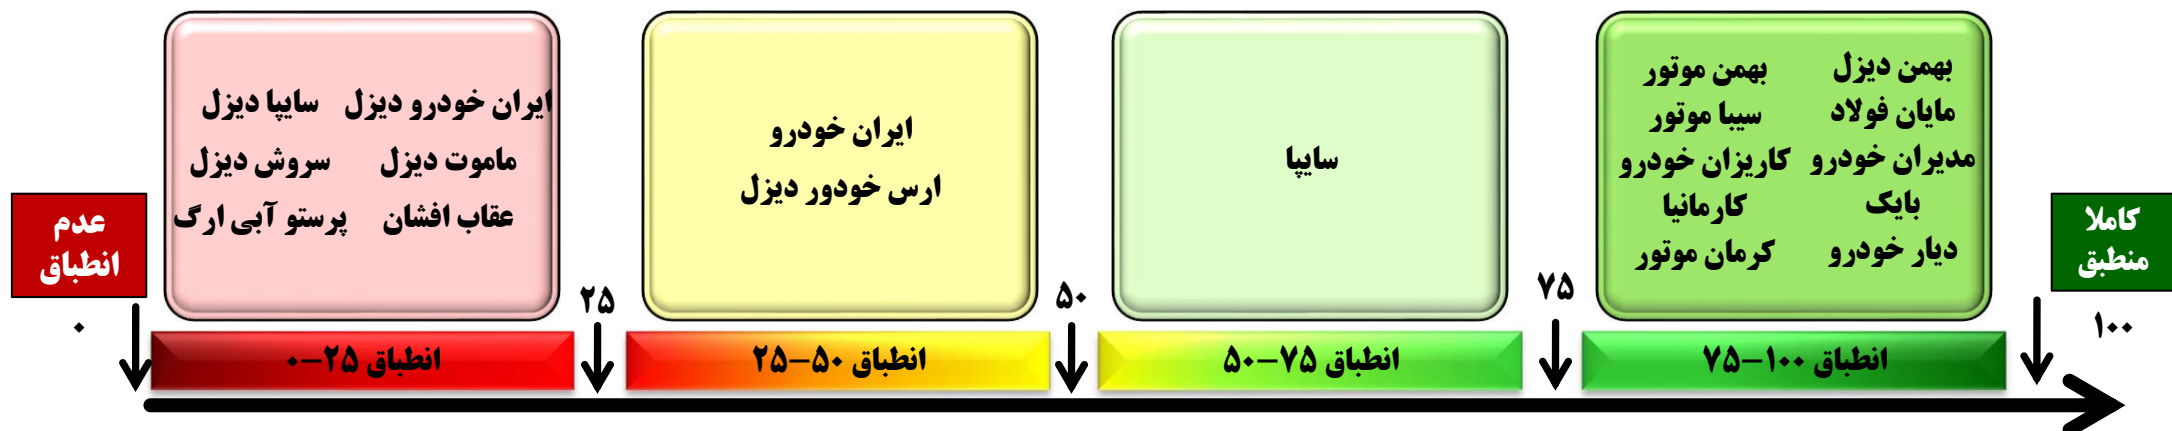 کاملا
منطبق
۱۰۰
بهمن دیزل بهمن موتور
مایان فولاد سیبا موتور
مدیران خودرو کاریزان خودرو
بایک کارمانیا
دیار خودرو کرمان موتور
انطباق ۱۰۰–۷۵
۷۵
سایپا
انطباق ۷۵–۵۰
۵۰
ایران خودرو
ارس خودور دیزل
انطباق ۵۰–۲۵
۲۵
ایران خودرو دیزل سایپا دیزل
ماموت دیزل سروش دیزل
عقاب افشان پرستو آبی ارگ
انطباق ۲۵–۰
عدم
انطباق
۰